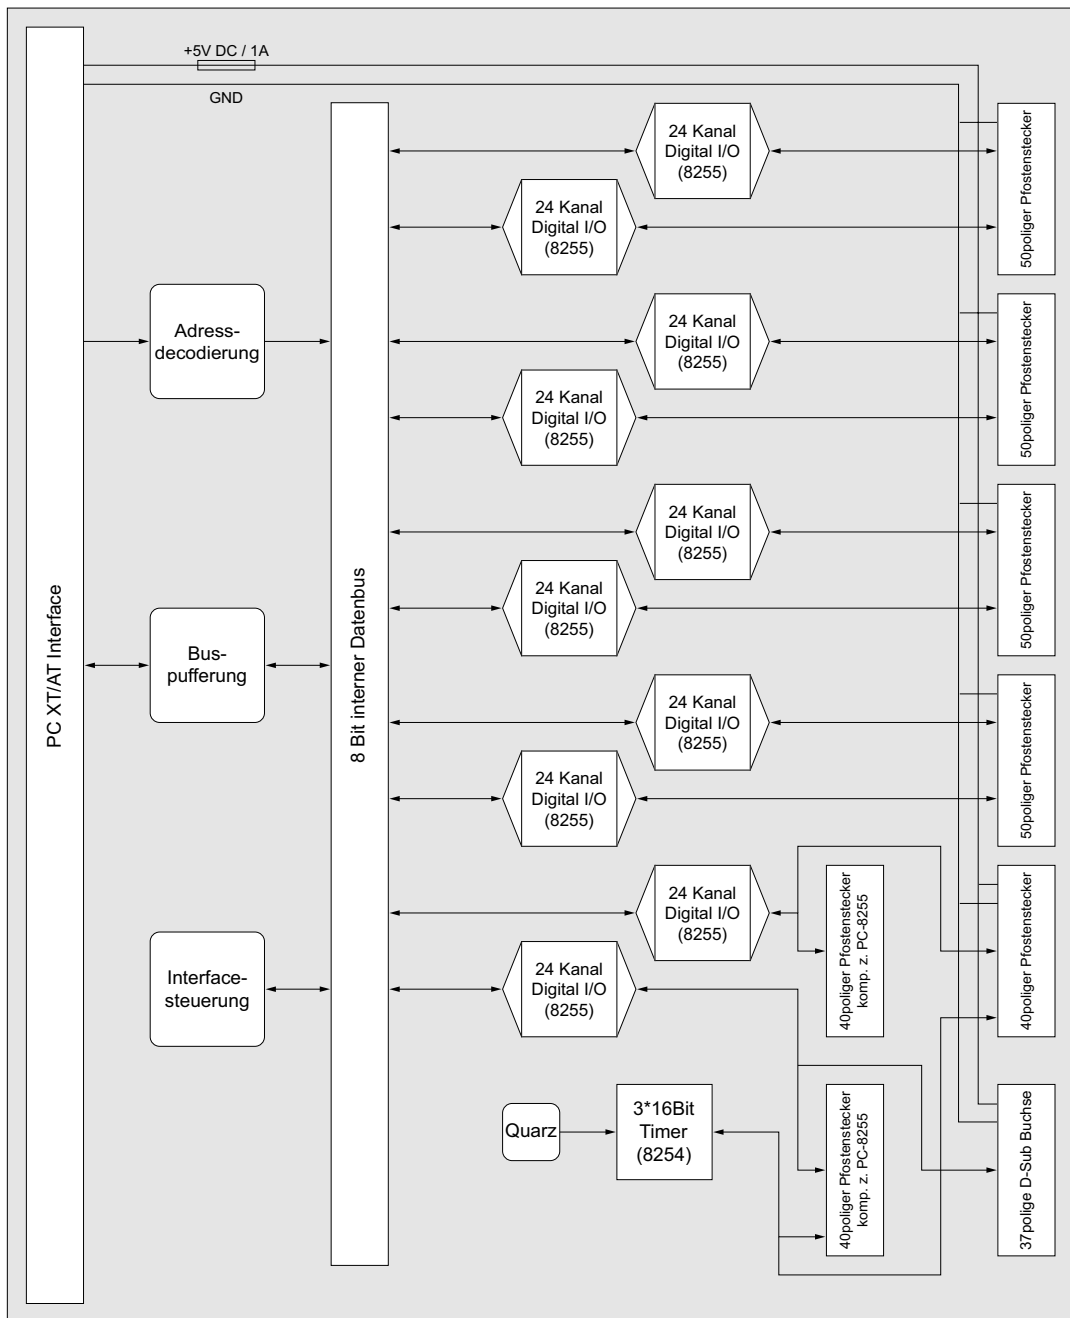 +5V DC / 1A
GND
PC XT/AT Interface
Adress-
decodierung
Bus-
pufferung
Interface-
steuerung
8 Bit interner Datenbus
24 Kanal
Digital I/O
(8255)
24 Kanal
Digital I/O
(8255)
50poliger Pfostenstecker
24 Kanal
Digital I/O
(8255)
24 Kanal
Digital I/O
(8255)
50poliger Pfostenstecker
24 Kanal
Digital I/O
(8255)
24 Kanal
Digital I/O
(8255)
50poliger Pfostenstecker
24 Kanal
Digital I/O
(8255)
24 Kanal
Digital I/O
(8255)
50poliger Pfostenstecker
24 Kanal
Digital I/O
(8255)
24 Kanal
Digital I/O
(8255)
40poliger Pfostenstecker
komp. z. PC-8255
40poliger Pfostenstecker
Quarz
3*16Bit
Timer
(8254)
40poliger Pfostenstecker
komp. z. PC-8255
37polige D-Sub Buchse